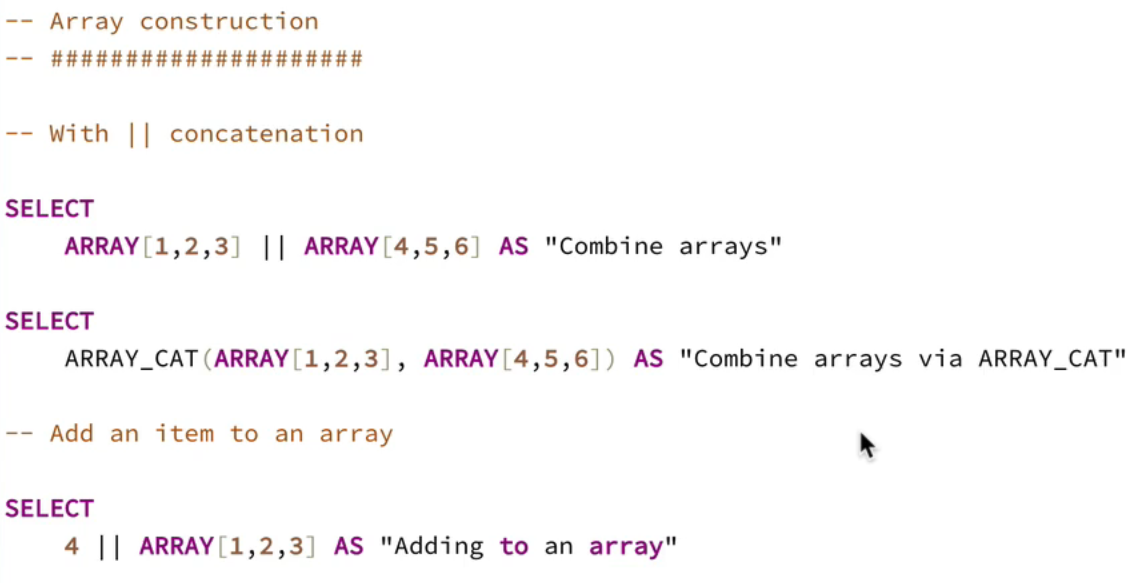 -- Array construction
-- #####################
-- With || concatenation
SELECT
ARRAY[1,2,3] || ARRAY[4,5,6] AS "Combine arrays"
SELECT
ARRAY_CAT(ARRAY[1,2,3], ARRAY[4,5,6]) AS "Combine arrays via ARRAY_CAT"
-- Add an item to an array
SELECT
4 || ARRAY[1,2,3] AS "Adding to an array"